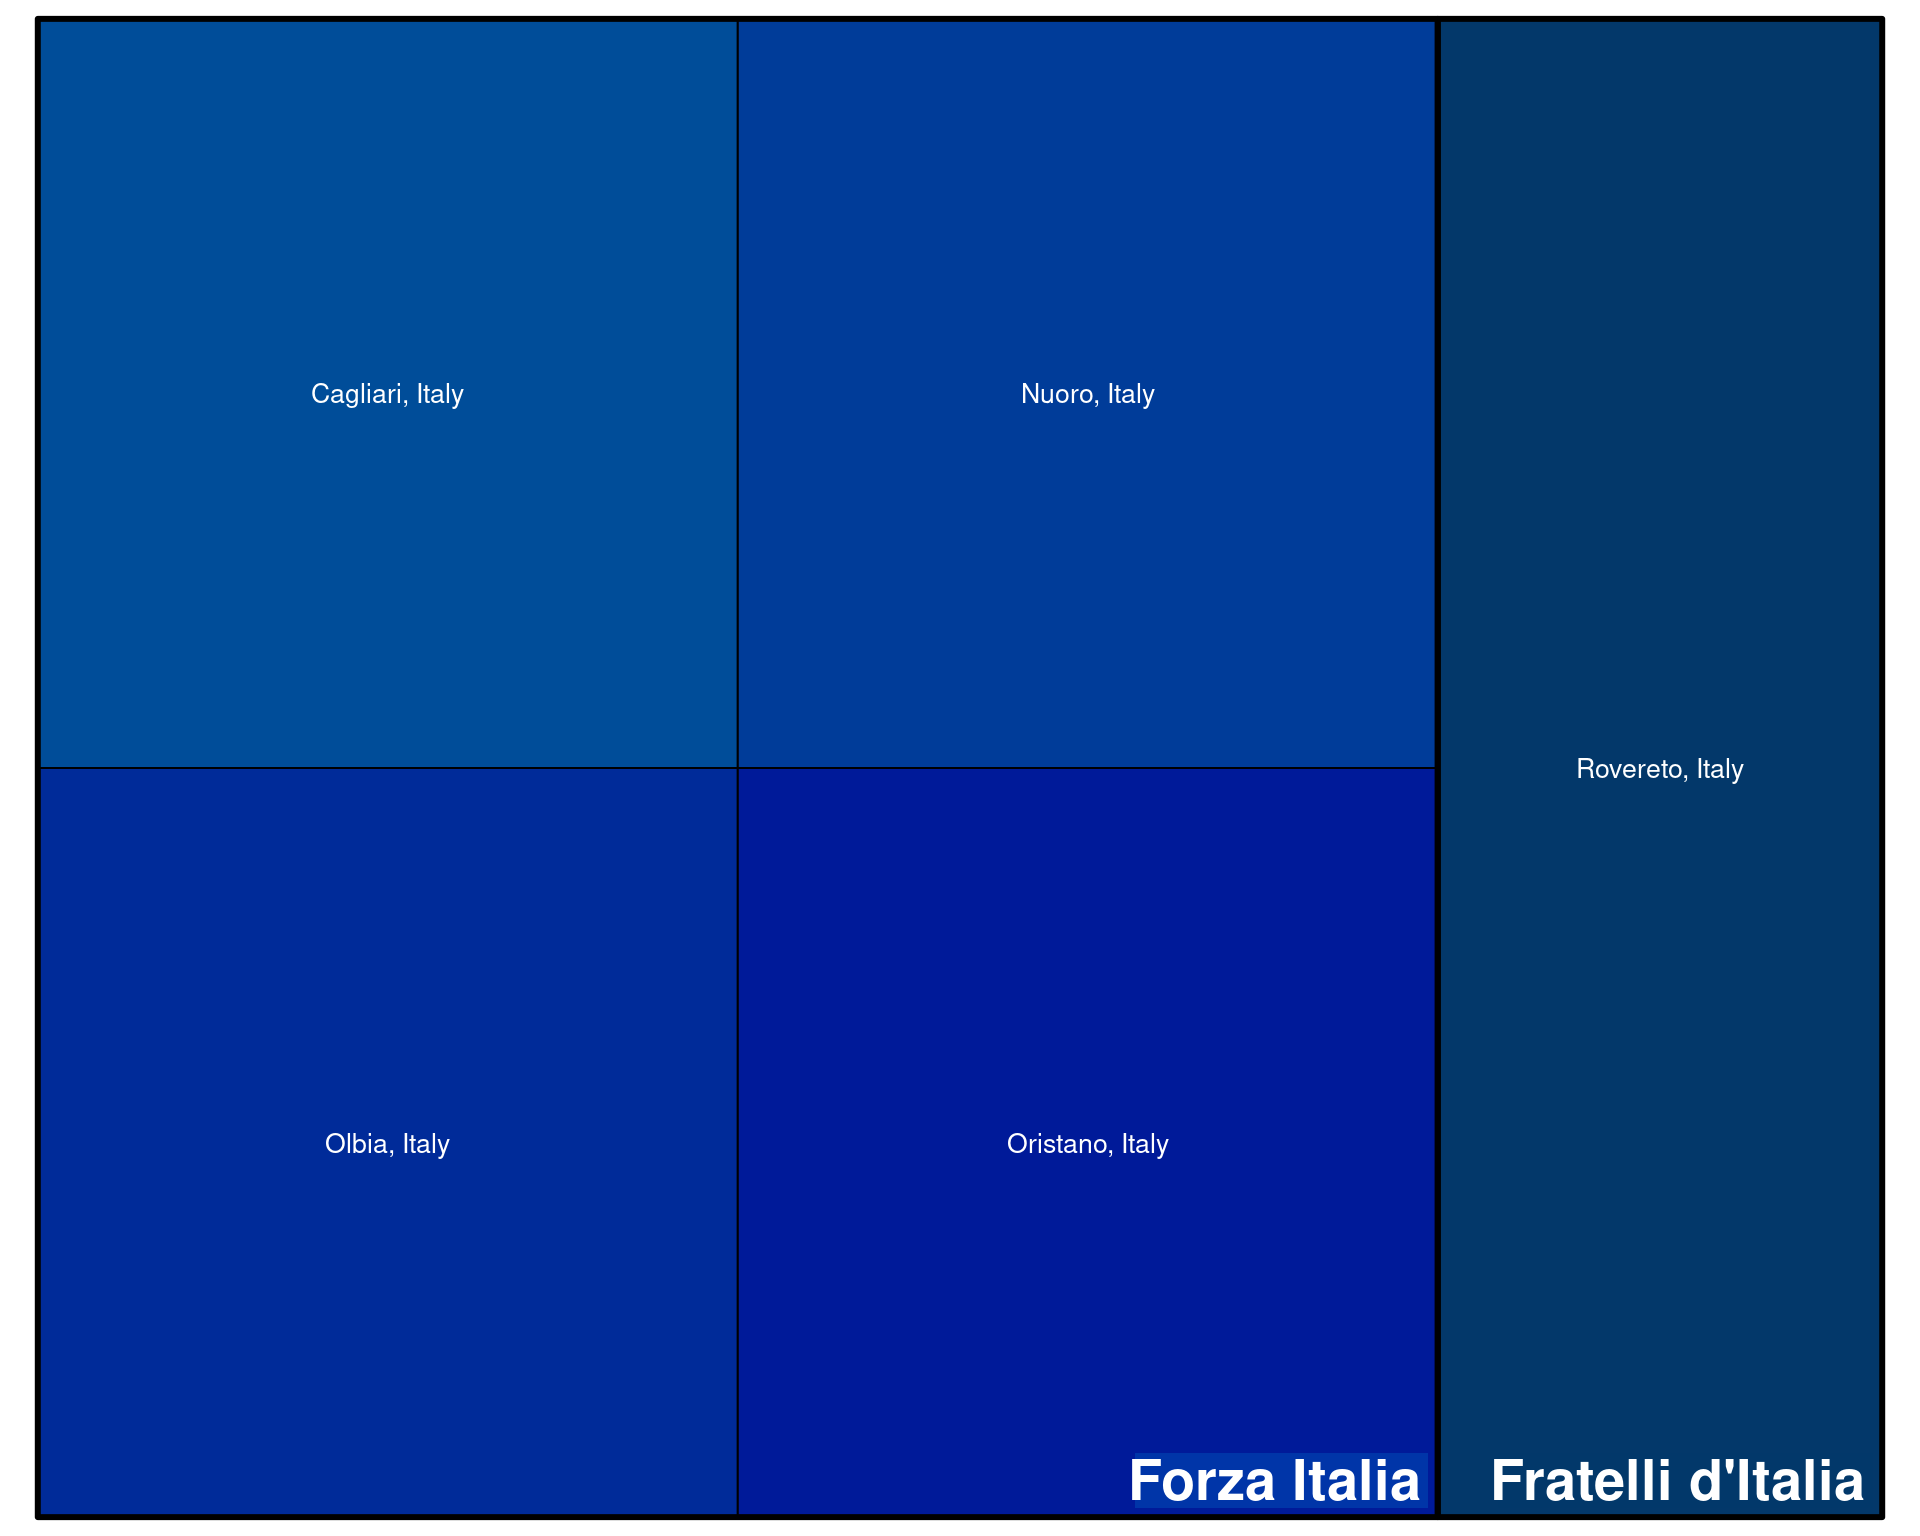 Cagliari, Italy
Nuoro, Italy
Rovereto, Italy
Olbia, Italy
Oristano, Italy
Forza Italia
Fratelli d'Italia